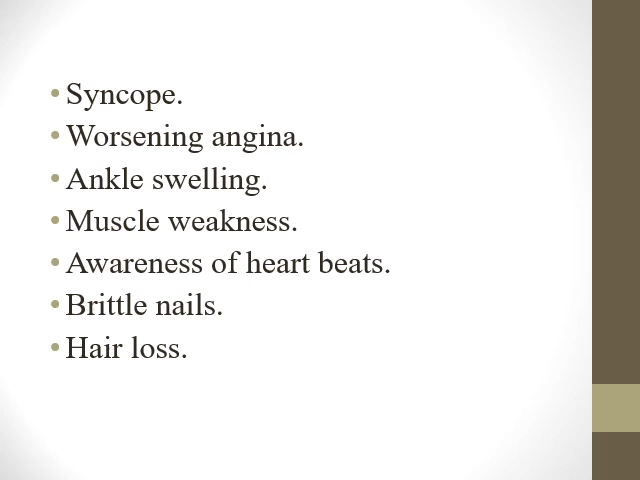 • Syncope.
• Worsening angina.
• Ankle swelling.
• Muscle weakness.
• Awareness of heart beats.
• Brittle nails.
• Hair loss.